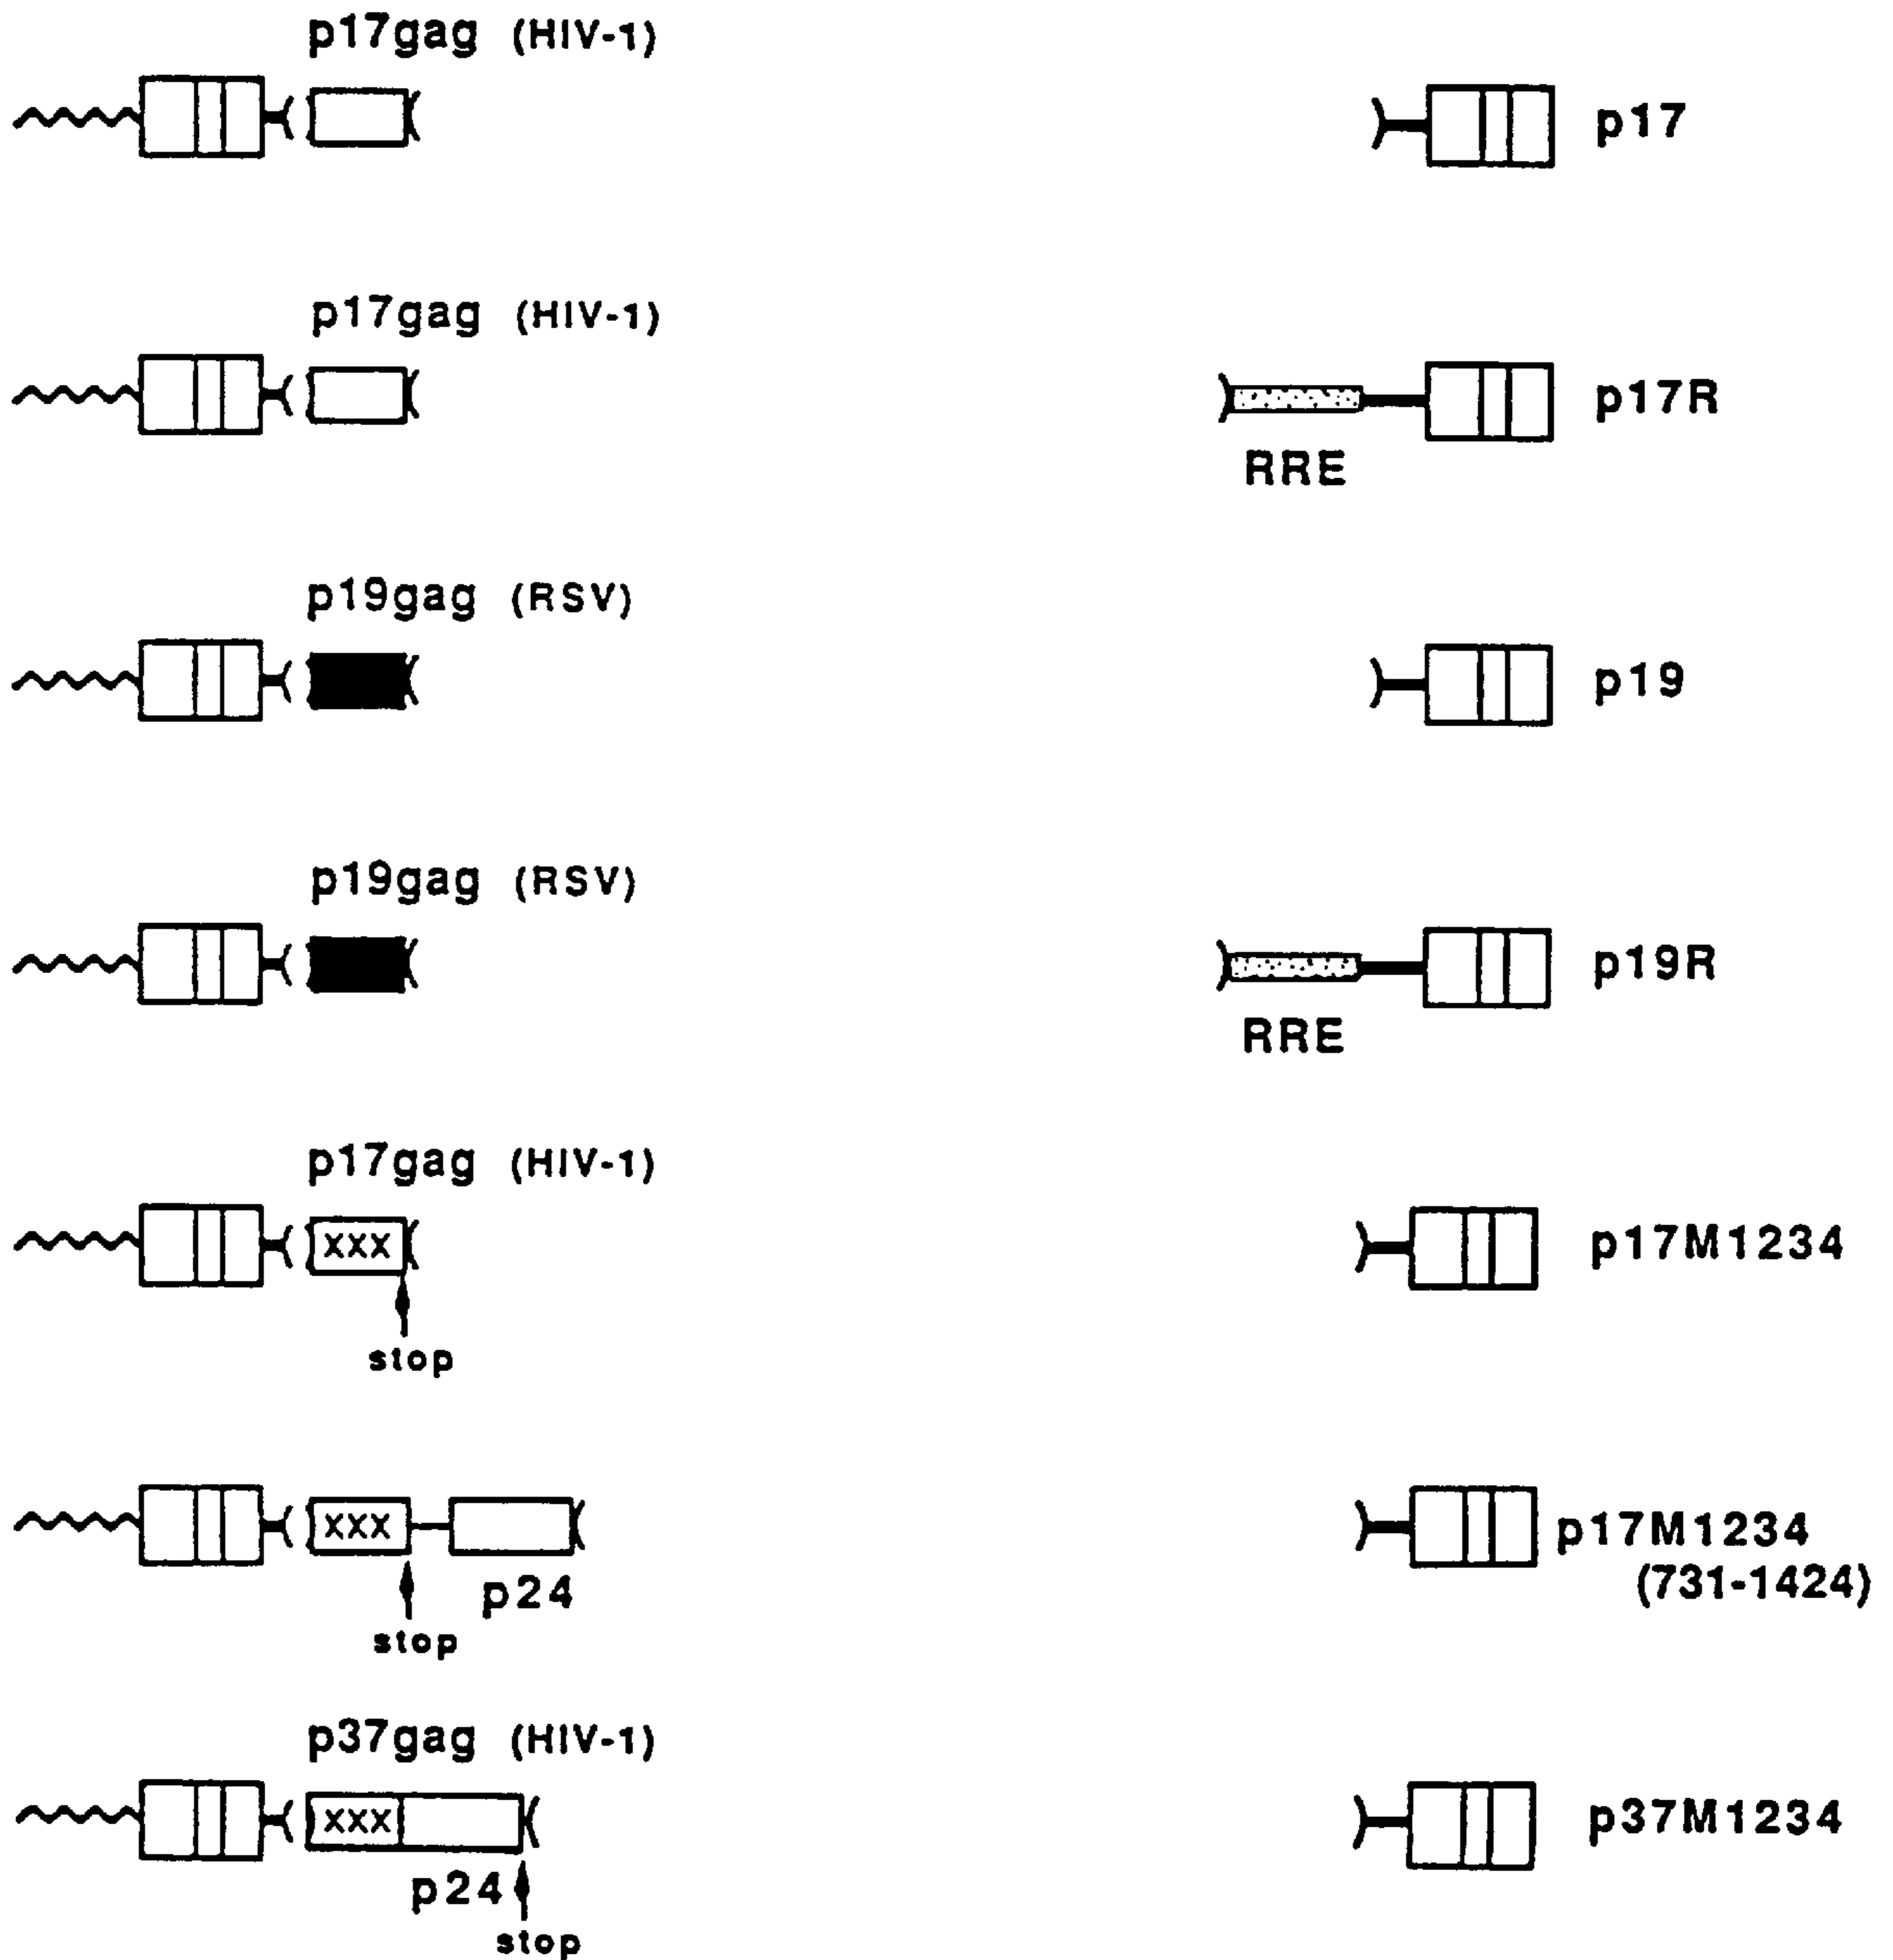 p17gag (HIV-1)
p17
p17gag (HIV-1)
p17R
RRE
p19gag (RSV)
p19
p19gag (RSV)
p19R
RRE
p17gag (HIV-1)
XXX
p17M1234
stop
XXX
p17M1234
(731-1424)
p24
stop
p37gag (HIV-1)
XXX
p37M1234
p24
stop